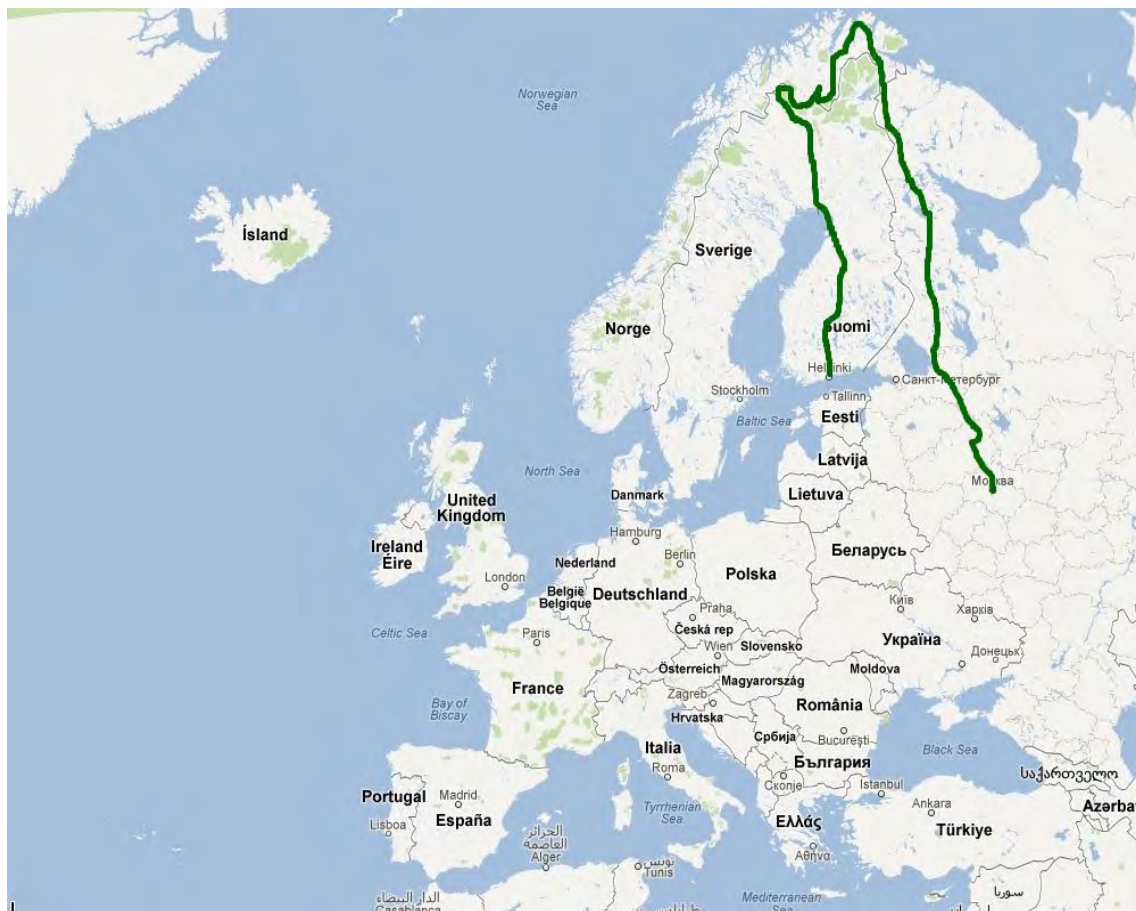 Norwegian
Sea
Ísland
Sverige
Norge
Suomi
Helsinki
Stockholm
Санкт-Петербург
Tallinn
Baltic Sea
Eesti
Latvija
North Sea
Москва
Danmark
Lietuva
United
Kingdom
Hamburg
Ireland
Éire
Berlin
Беларусь
Nederland
London
Polska
België
Belgique
Deutschland
Praha
Київ
Харків
Celtic Sea
Paris
Česká rep
Україна
Wien
Slovensko
Донецьк
Österreich
Moldova
Magyarország
France
Zagreb
Bay of
Biscay
România
Hrvatska
Србија
București
Italia
Black Sea
България
Roma
Скопје
Istanbul
საქართველო
Portugal
Madrid
España
Tyrrhenian
Sea
Ankara
Azərba
Lisboa
Ελλάς
Türkiye
الجزائر
العاصمة
Alger
Αθήνα
تونس
Tunis
الدار البيضاء
Casablanca
Mediterranean
Sea
سوريا